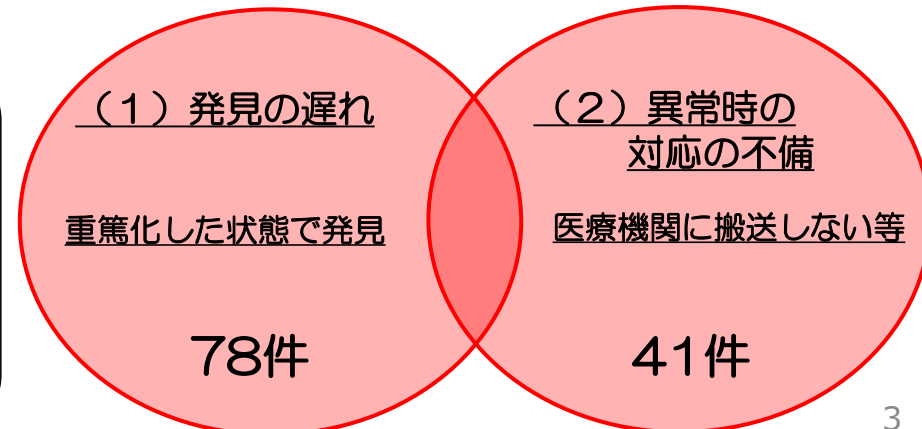 (1)発見の遅れ
重篤化した状態で発見
78件
(2)異常時の
対応の不備
医療機関に搬送しない等
41件
3